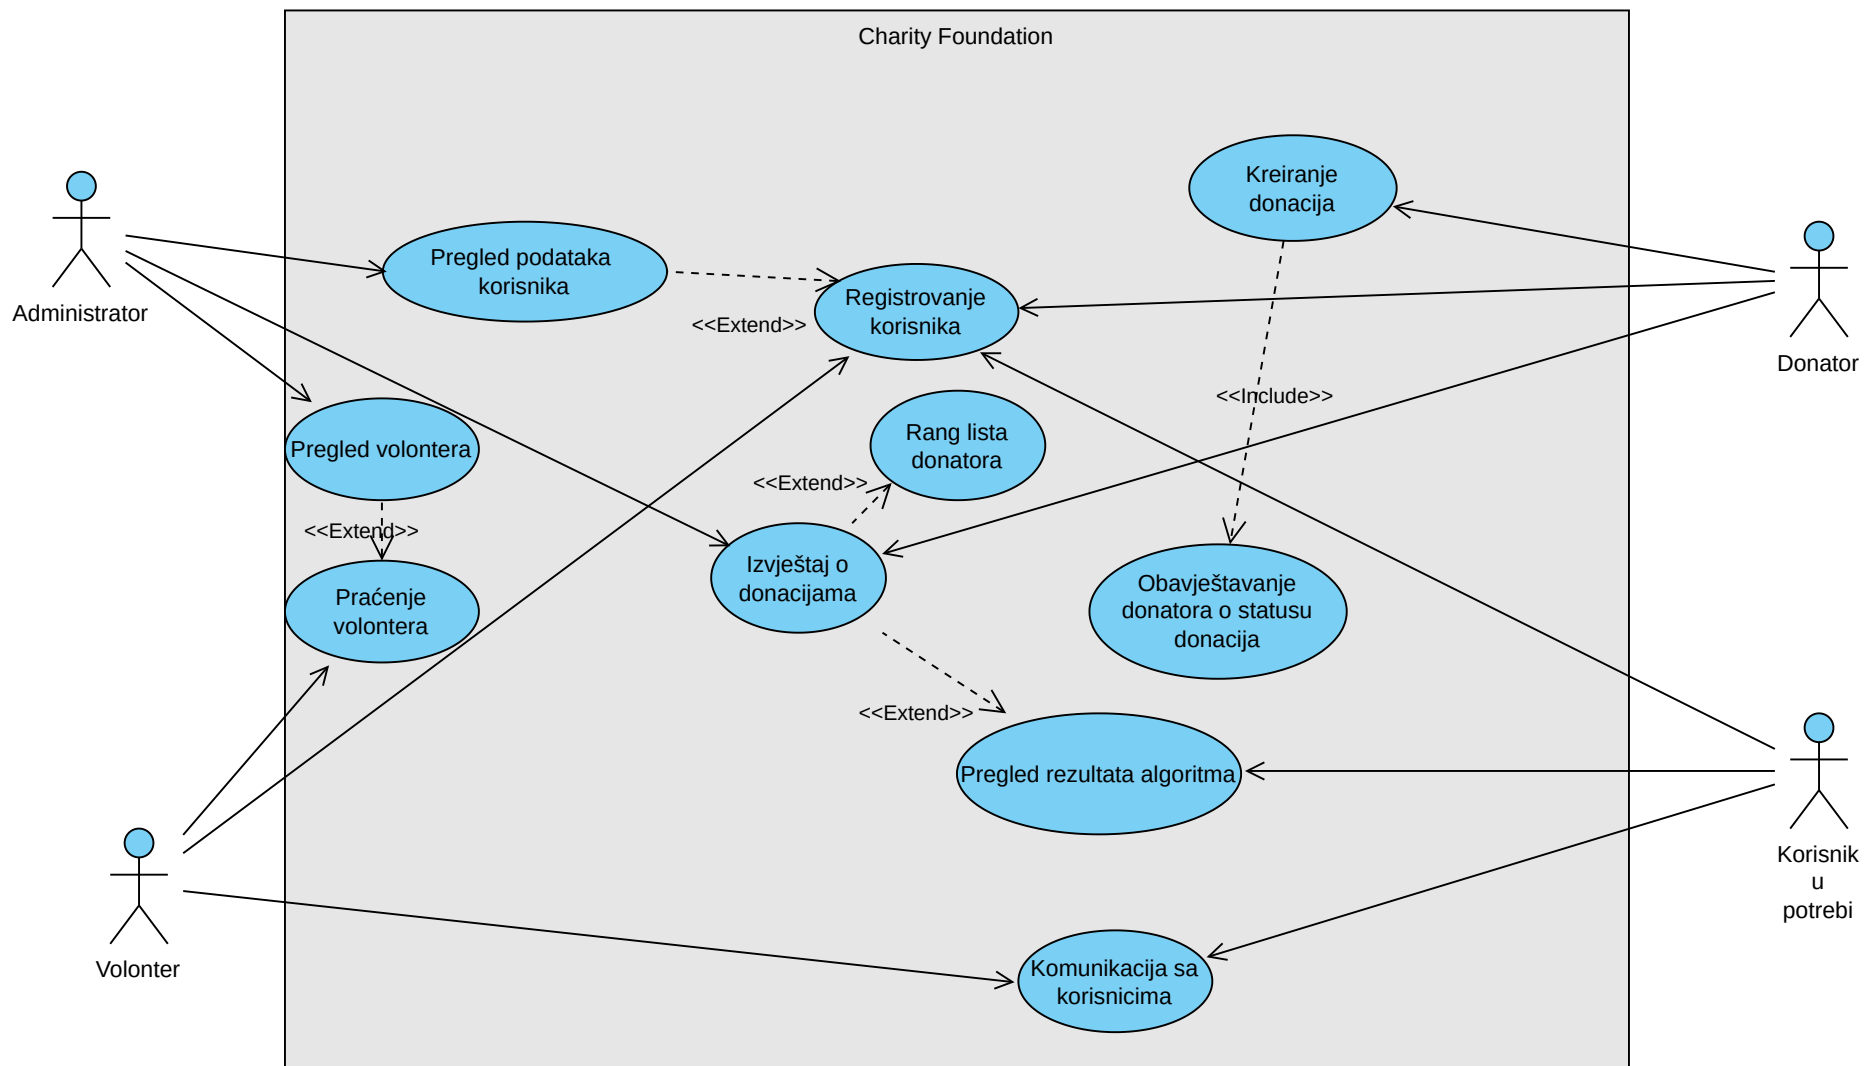 Charity Foundation
Kreiranje
donacija
Pregled podataka
korisnika
Registrovanje
korisnika
<<Extend>>
Administrator
Donator
<<Include>>
Rang lista
donatora
Pregled volontera
<<Extend>>
<<Extend>>
Izvještaj o
donacijama
Obavještavanje
donatora o statusu
donacija
Praćenje
volontera
<<Extend>>
Pregled rezultata algoritma
Korisnik
u
potrebi
Volonter
Komunikacija sa
korisnicima